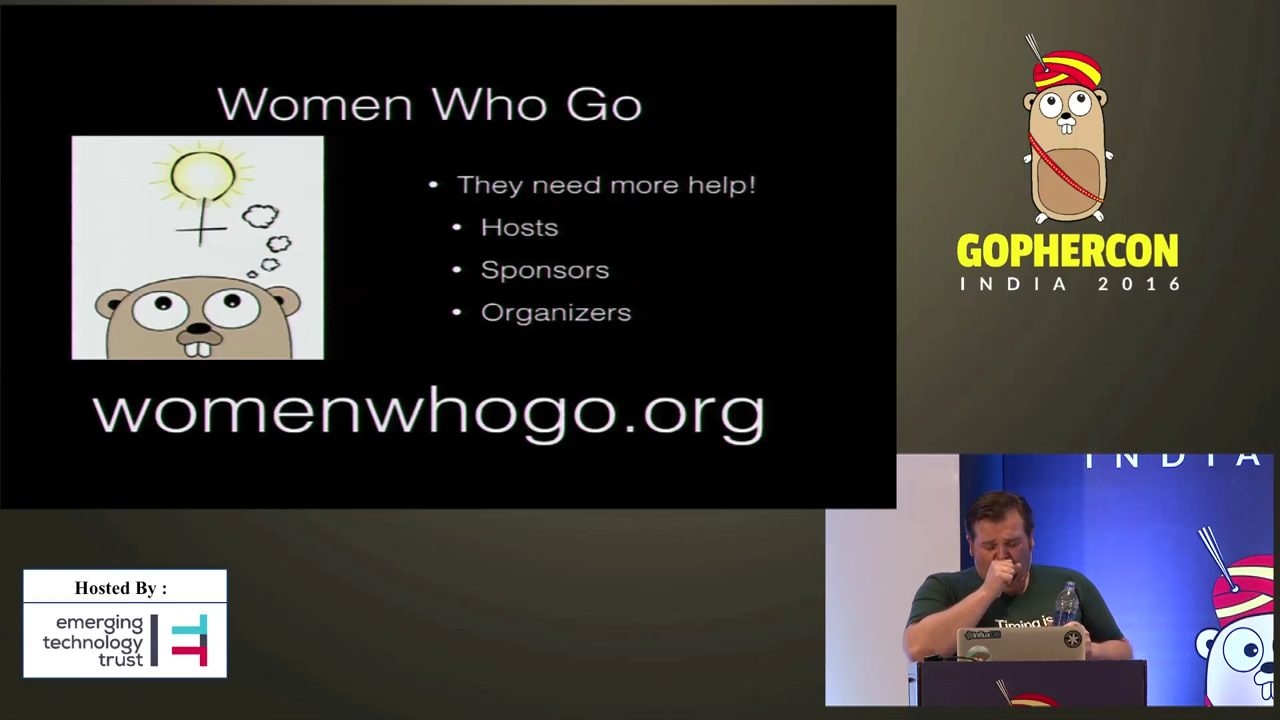 Women Who Go
• They need more help!
• Hosts
• Sponsors
• Organizers
womenwhogo.org
GOPHERCON
INDIA 2016
INDIA
Timing is
influx
Hosted By :
emerging
technology
trust